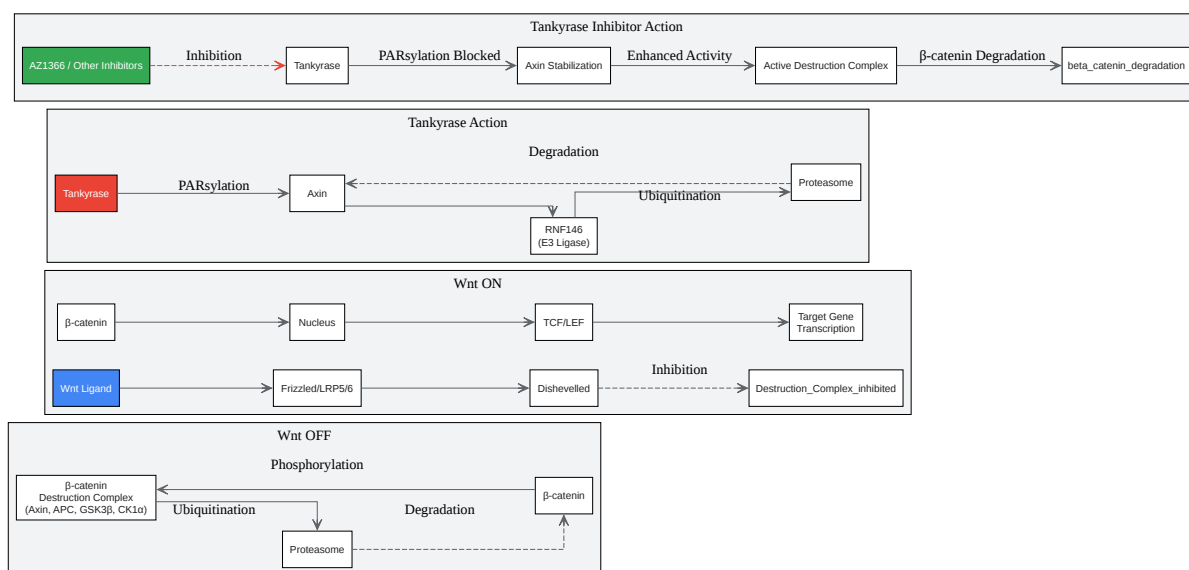 Tankyrase Inhibitor Action
AZ1366 / Other Inhibitors
Inhibition
Tankyrase
PARsylation Blocked
Axin Stabilization
Enhanced Activity
Active Destruction Complex
β-catenin Degradation
beta_catenin_degradation
Tankyrase Action
Degradation
Tankyrase
PARsylation
Axin
Ubiquitination
Proteasome
RNF146
(E3 Ligase)
Wnt ON
β-catenin
Nucleus
TCF/LEF
Target Gene
Transcription
Wnt Ligand
Frizzled/LRP5/6
Dishevelled
Inhibition
Destruction_Complex_inhibited
Wnt OFF
Phosphorylation
β-catenin
Destruction Complex
(Axin, APC, GSK3β, CK1α)
Ubiquitination
Degradation
β-catenin
Proteasome